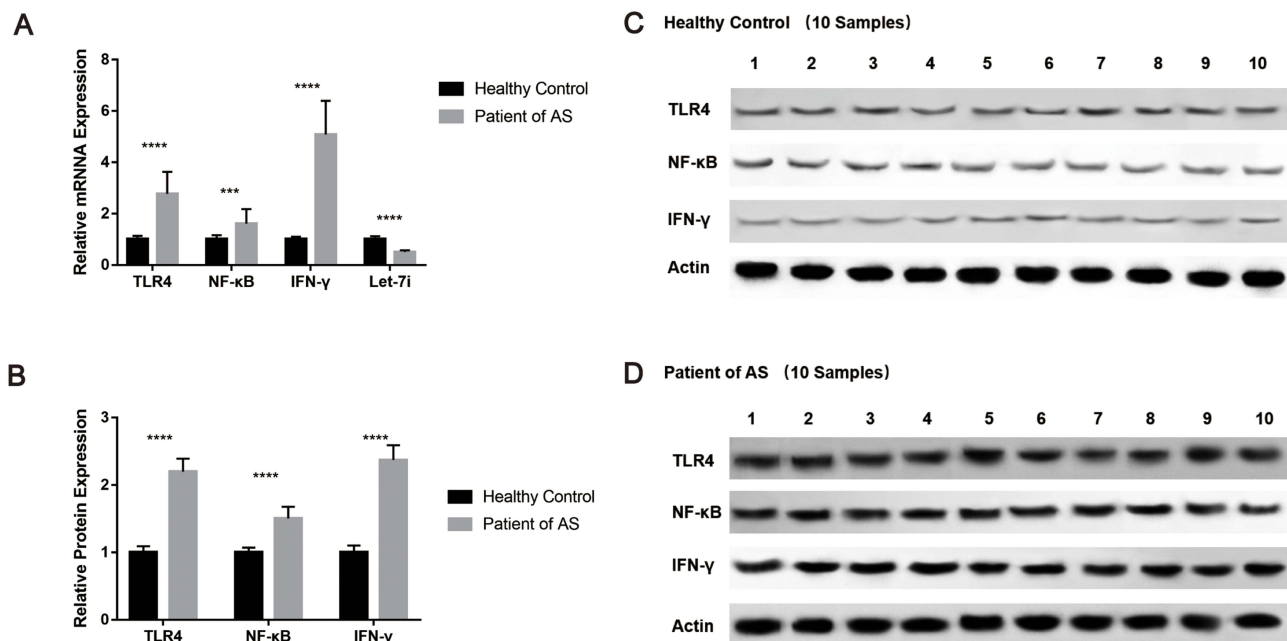 A
Relative mRNNA Expression
8
6
4
2
0
****
***
****
****
TLR4 NF-κB IFN-γ Let-7i
Healthy Control
Patient of AS
B
Relative Protein Expression
3
2
1
0
****
****
****
TLR4 NF-κB IFN-γ
Healthy Control
Patient of AS
C Healthy Control （10 Samples）
1 2 3 4 5 6 7 8 9 10
TLR4
NF-κB
IFN-γ
Actin
D Patient of AS （10 Samples）
1 2 3 4 5 6 7 8 9 10
TLR4
NF-κB
IFN-γ
Actin